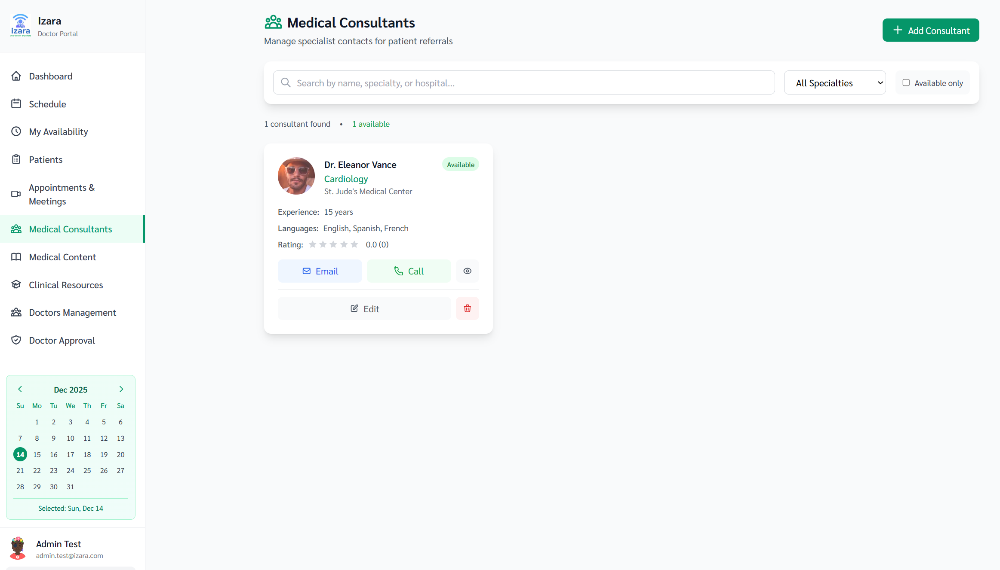 izara
your doctor anywhere
Izara
Doctor Portal
Dashboard
Schedule
My Availability
Patients
Appointments &
Meetings
Medical Consultants
Medical Content
Clinical Resources
Doctors Management
Doctor Approval
Dec 2025
Su Mo Tu We Th Fr Sa
1 2 3 4 5 6
7 8 9 10 11 12 13
14 15 16 17 18 19 20
21 22 23 24 25 26 27
28 29 30 31
Selected: Sun, Dec 14
Admin Test
admin.test@izara.com
Medical Consultants
Manage specialist contacts for patient referrals
Add Consultant
Search by name, specialty, or hospital...
All Specialties
Available only
1 consultant found • 1 available
Dr. Eleanor Vance
Available
Cardiology
St. Jude's Medical Center
Experience: 15 years
Languages: English, Spanish, French
Rating: 0.0 (0)
Email
Call
Edit